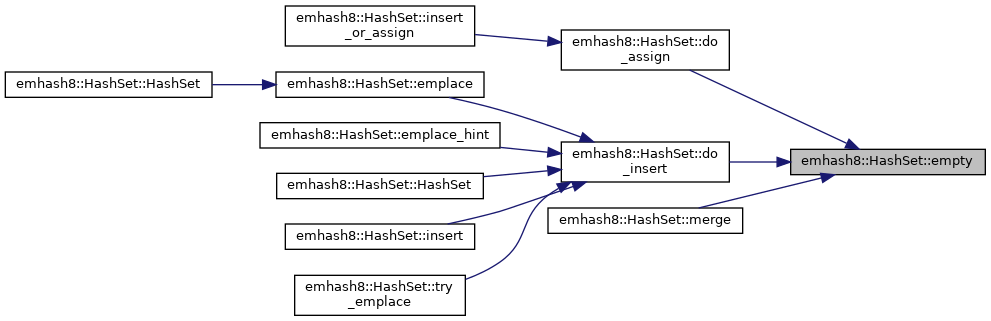 emhash8::HashSet::insert
_or_assign
emhash8::HashSet::do
_assign
emhash8::HashSet::HashSet
emhash8::HashSet::emplace
emhash8::HashSet::emplace_hint
emhash8::HashSet::do
_insert
emhash8::HashSet::empty
emhash8::HashSet::HashSet
emhash8::HashSet::merge
emhash8::HashSet::insert
emhash8::HashSet::try
_emplace